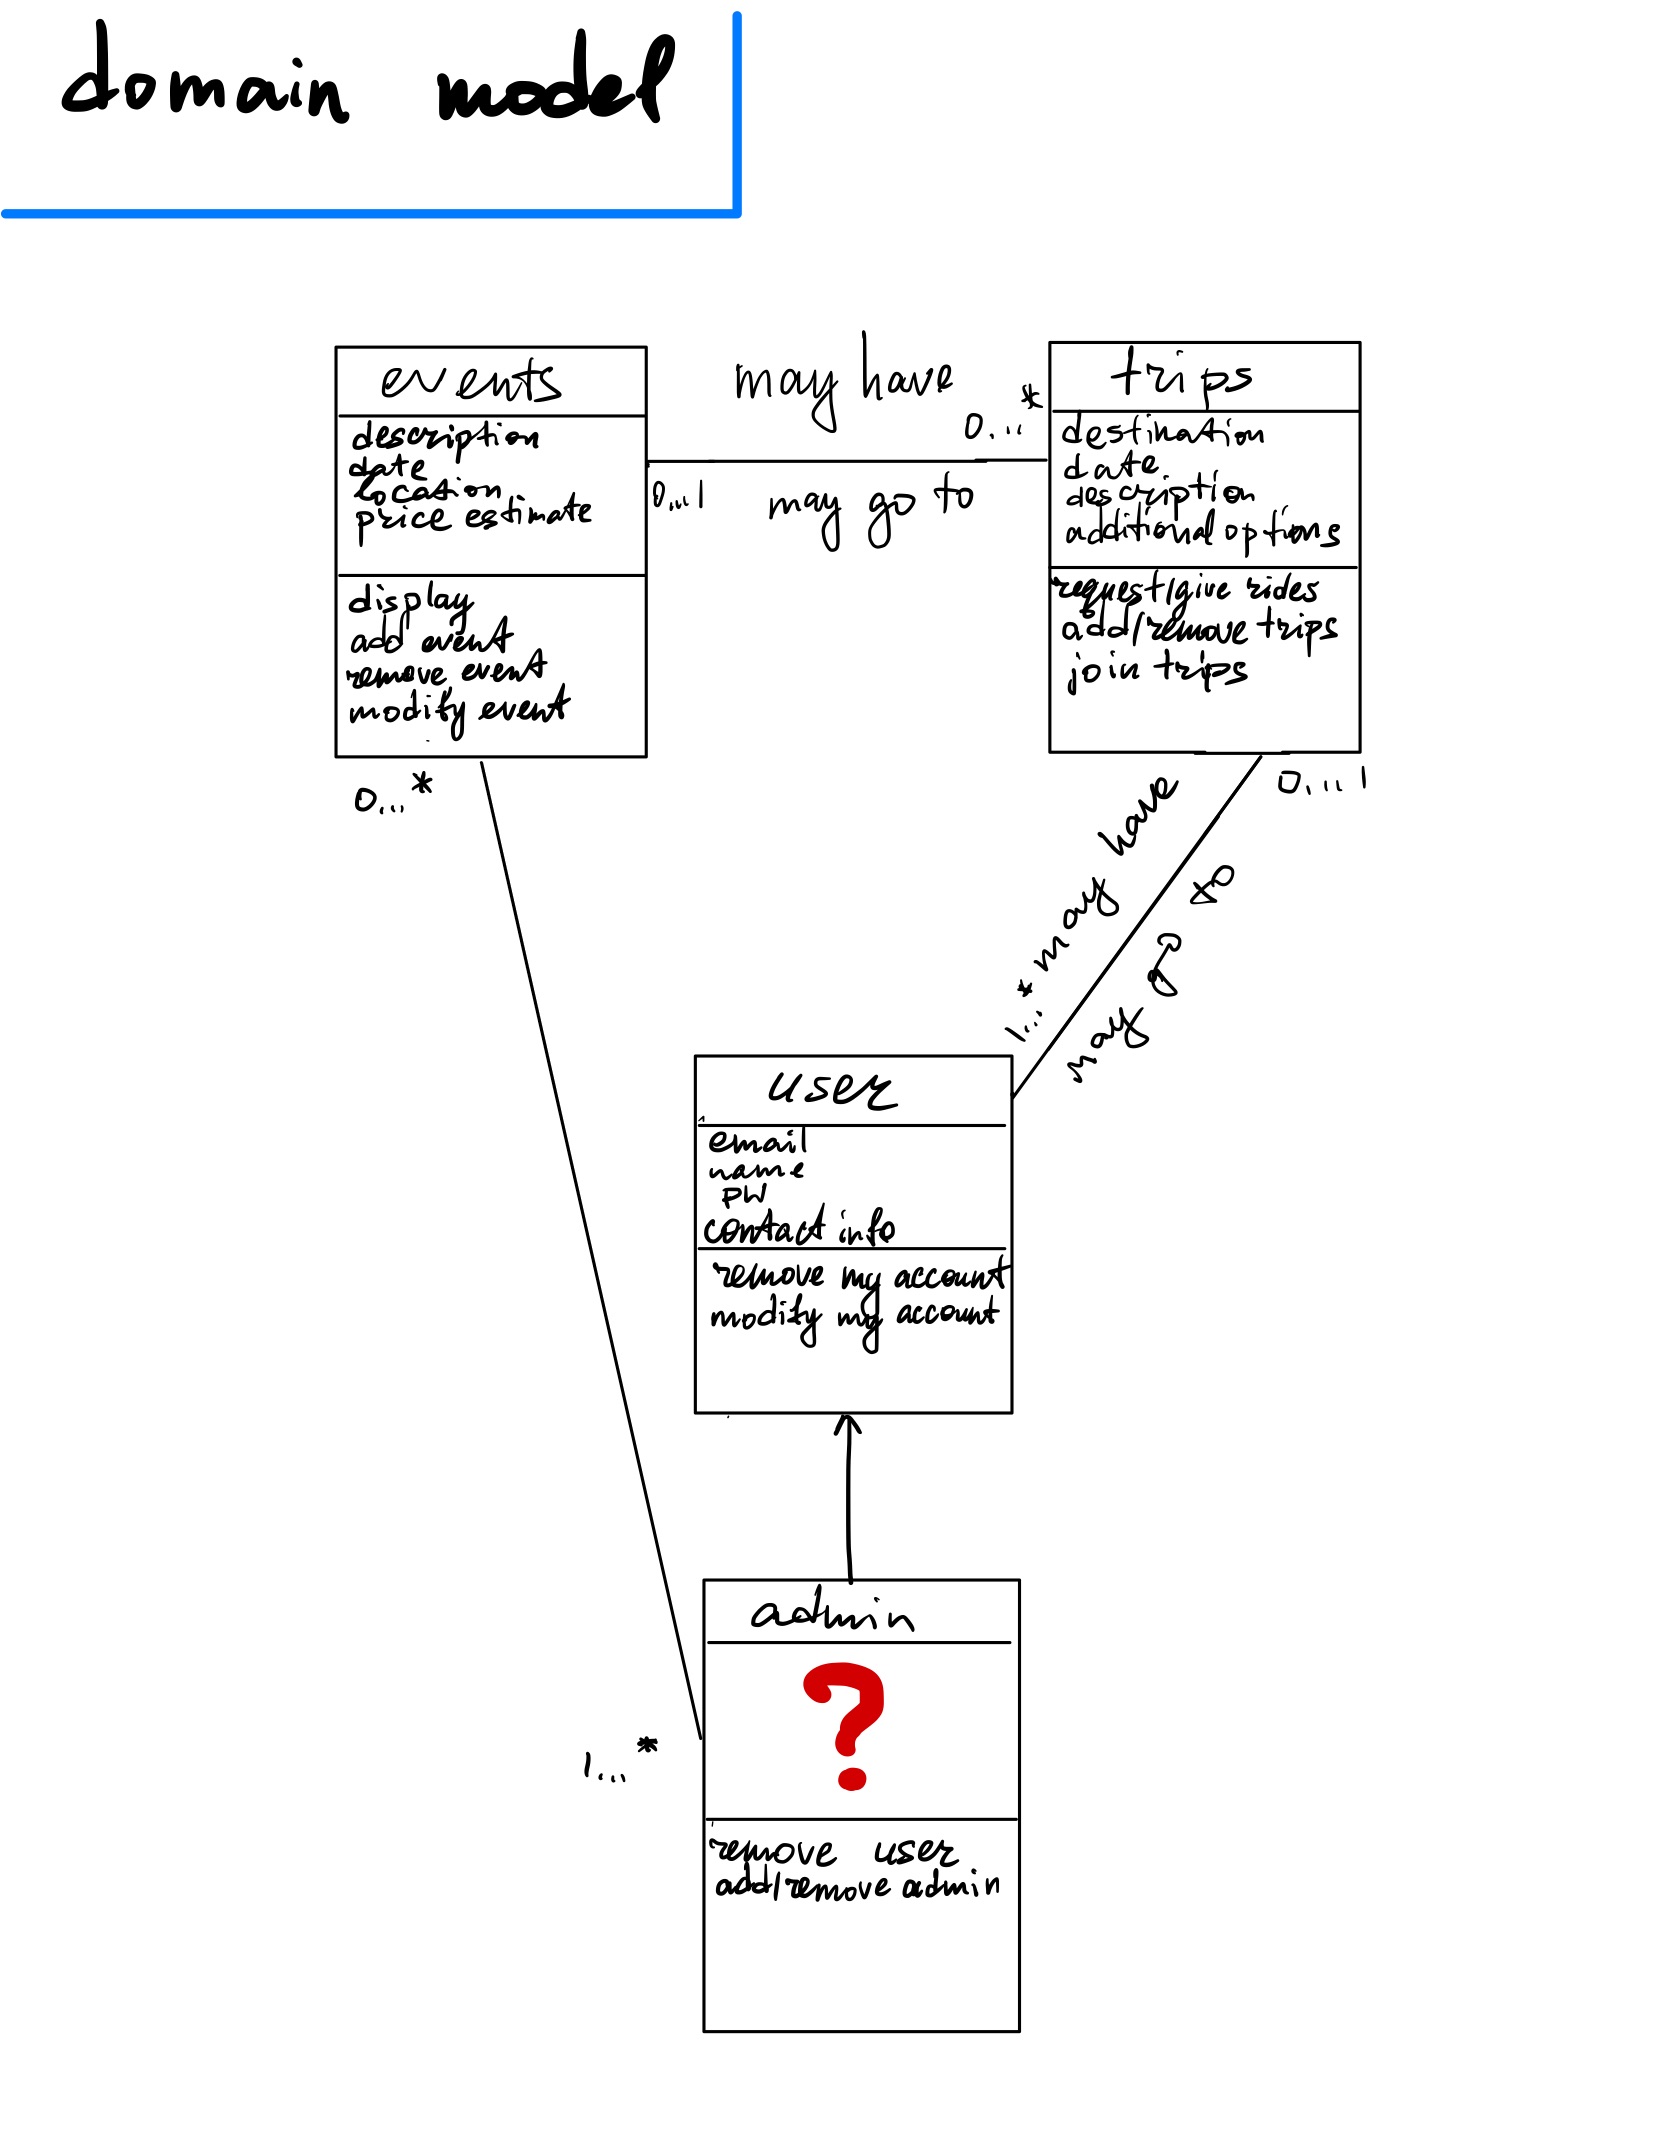 domain model
events
description
date
location
price estimate
display
add event
remove event
modify event
may have
0...*
0...1
may go to
trips
destination
date
description
additional options
request/give rides
add/remove trips
join trips
0...*
0...1
1...* may have
may go to
user
email
name
pw
contact info
remove my account
modify my account
admin
?
1...*
remove user
add/remove admin